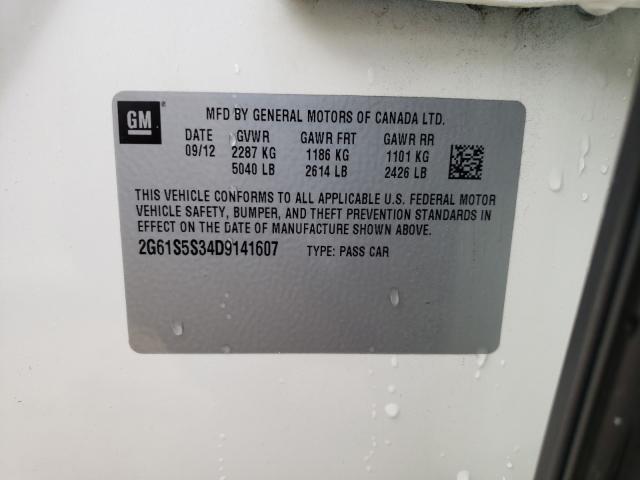 GM
MFD BY GENERAL MOTORS OF CANADA LTD.
DATE GVWR GAWR FRT GAWR RR
09/12 2287 KG 1186 KG 1101 KG
5040 LB 2614 LB 2426 LB
THIS VEHICLE CONFORMS TO ALL APPLICABLE U.S. FEDERAL MOTOR
VEHICLE SAFETY, BUMPER, AND THEFT PREVENTION STANDARDS IN
EFFECT ON THE DATE OF MANUFACTURE SHOWN ABOVE.
2G61S5S34D9141607 TYPE: PASS CAR